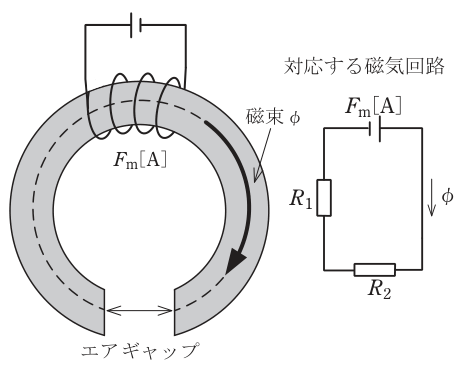 対応する磁気回路
磁束 φ
Fm[A]
Fm[A]
R1
φ
R2
エアギャップ